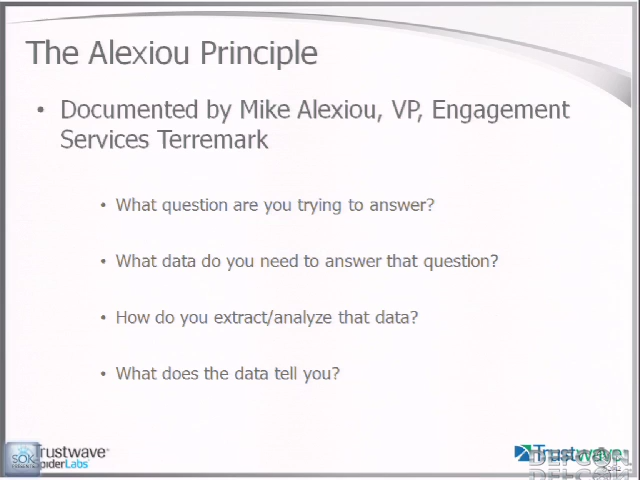 The Alexiou Principle
• Documented by Mike Alexiou, VP, Engagement
Services Terremark
• What question are you trying to answer?
• What data do you need to answer that question?
• How do you extract/analyze that data?
• What does the data tell you?
SOK
Trustwave
SpiderLabs
Trustwave
DEFCON